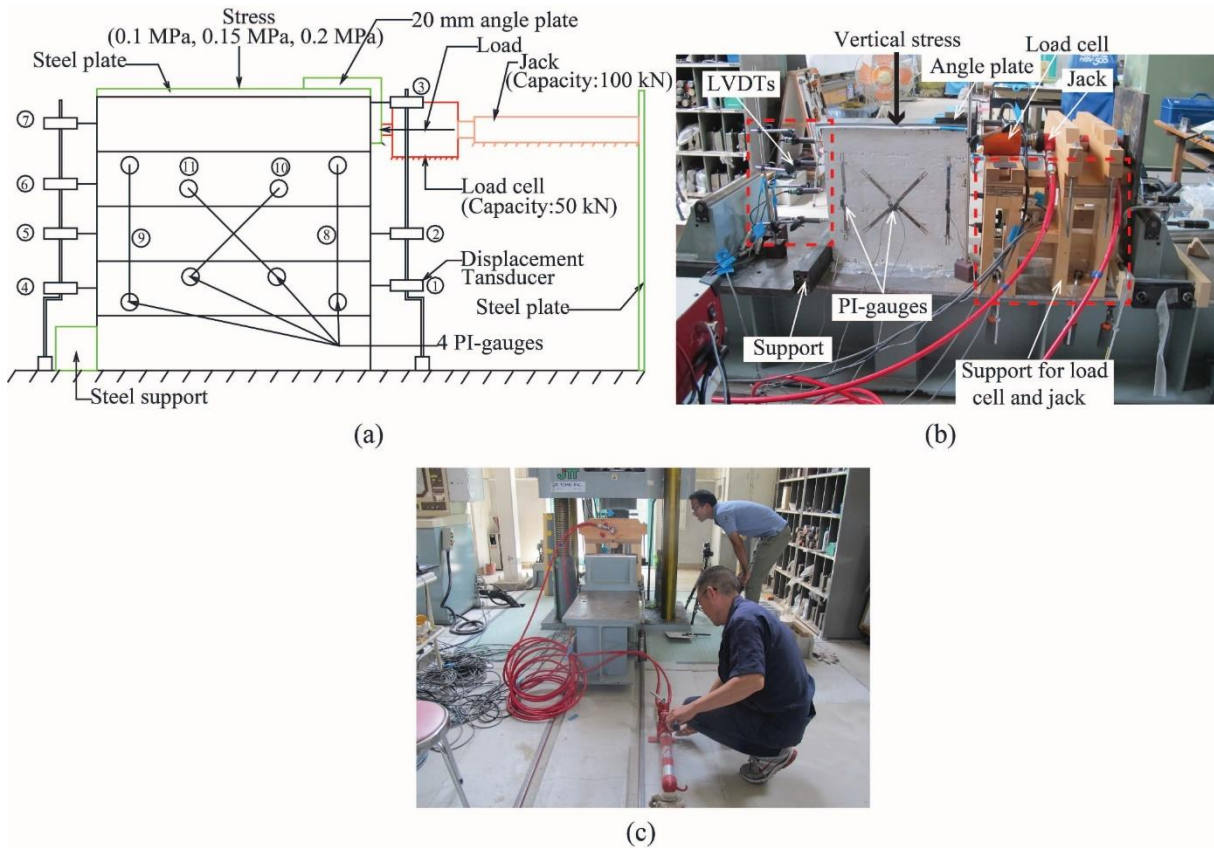 Stress
(0.1 MPa, 0.15 MPa, 0.2 MPa)
20 mm angle plate
Steel plate
Load
Jack
(Capacity:100 kN)
③
⑦
⑪
⑩
⑥
Load cell
(Capacity:50 kN)
⑤
⑨
⑧
②
Displacement
Tansducer
④
①
Steel plate
4 PI-gauges
Steel support
(a)
Vertical stress
Load cell
Angle plate
Jack
LVDTs
PI-gauges
Support
Support for load
cell and jack
(b)
JTT
(c)